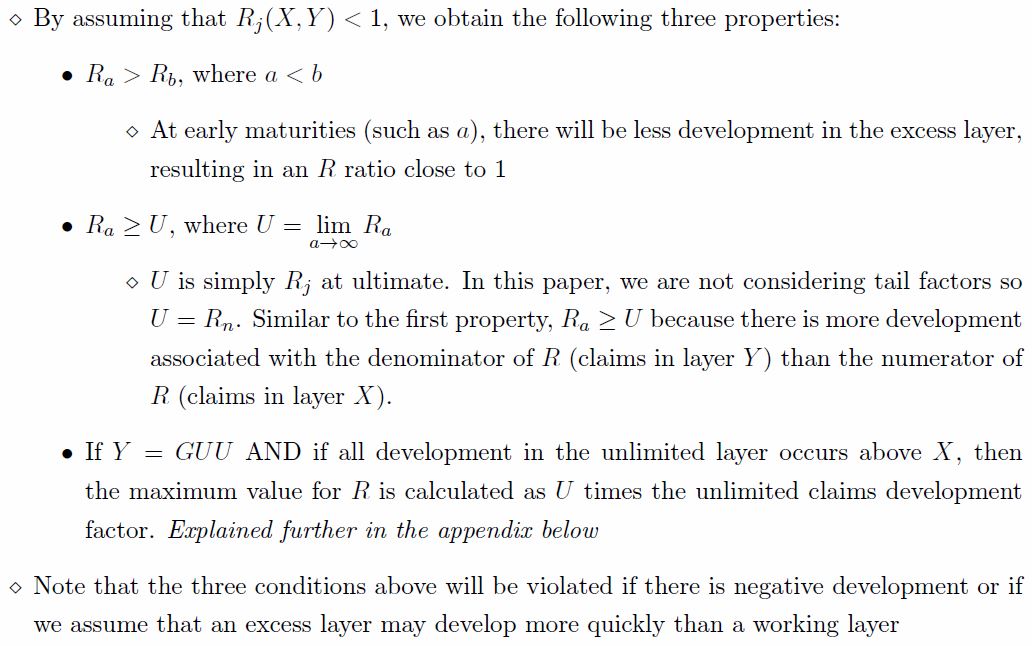 ⋄ By assuming that R_j(X, Y) < 1, we obtain the following three properties:
• R_a > R_b, where a < b
⋄ At early maturities (such as a), there will be less development in the excess layer,
resulting in an R ratio close to 1
• R_a ≥ U, where U = lim_{a→∞} R_a
⋄ U is simply R_j at ultimate. In this paper, we are not considering tail factors so
U = R_n. Similar to the first property, R_a ≥ U because there is more development
associated with the denominator of R (claims in layer Y) than the numerator of
R (claims in layer X).
• If Y = GUU AND if all development in the unlimited layer occurs above X, then
the maximum value for R is calculated as U times the unlimited claims development
factor. Explained further in the appendix below
⋄ Note that the three conditions above will be violated if there is negative development or if
we assume that an excess layer may develop more quickly than a working layer